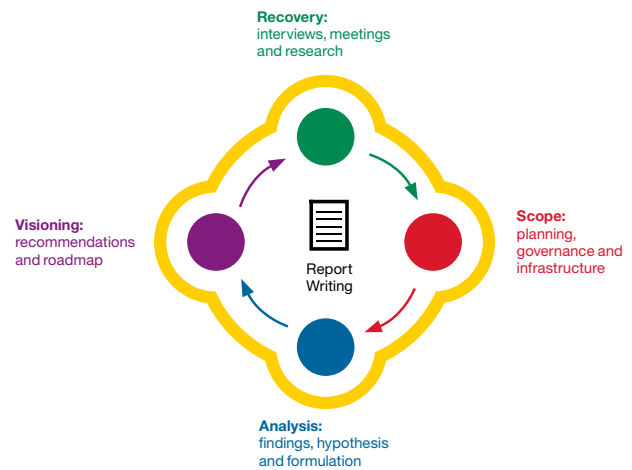 Recovery:
interviews, meetings
and research
Visioning:
recommendations
and roadmap
Report
Writing
Scope:
planning,
governance and
infrastructure
Analysis:
findings, hypothesis
and formulation